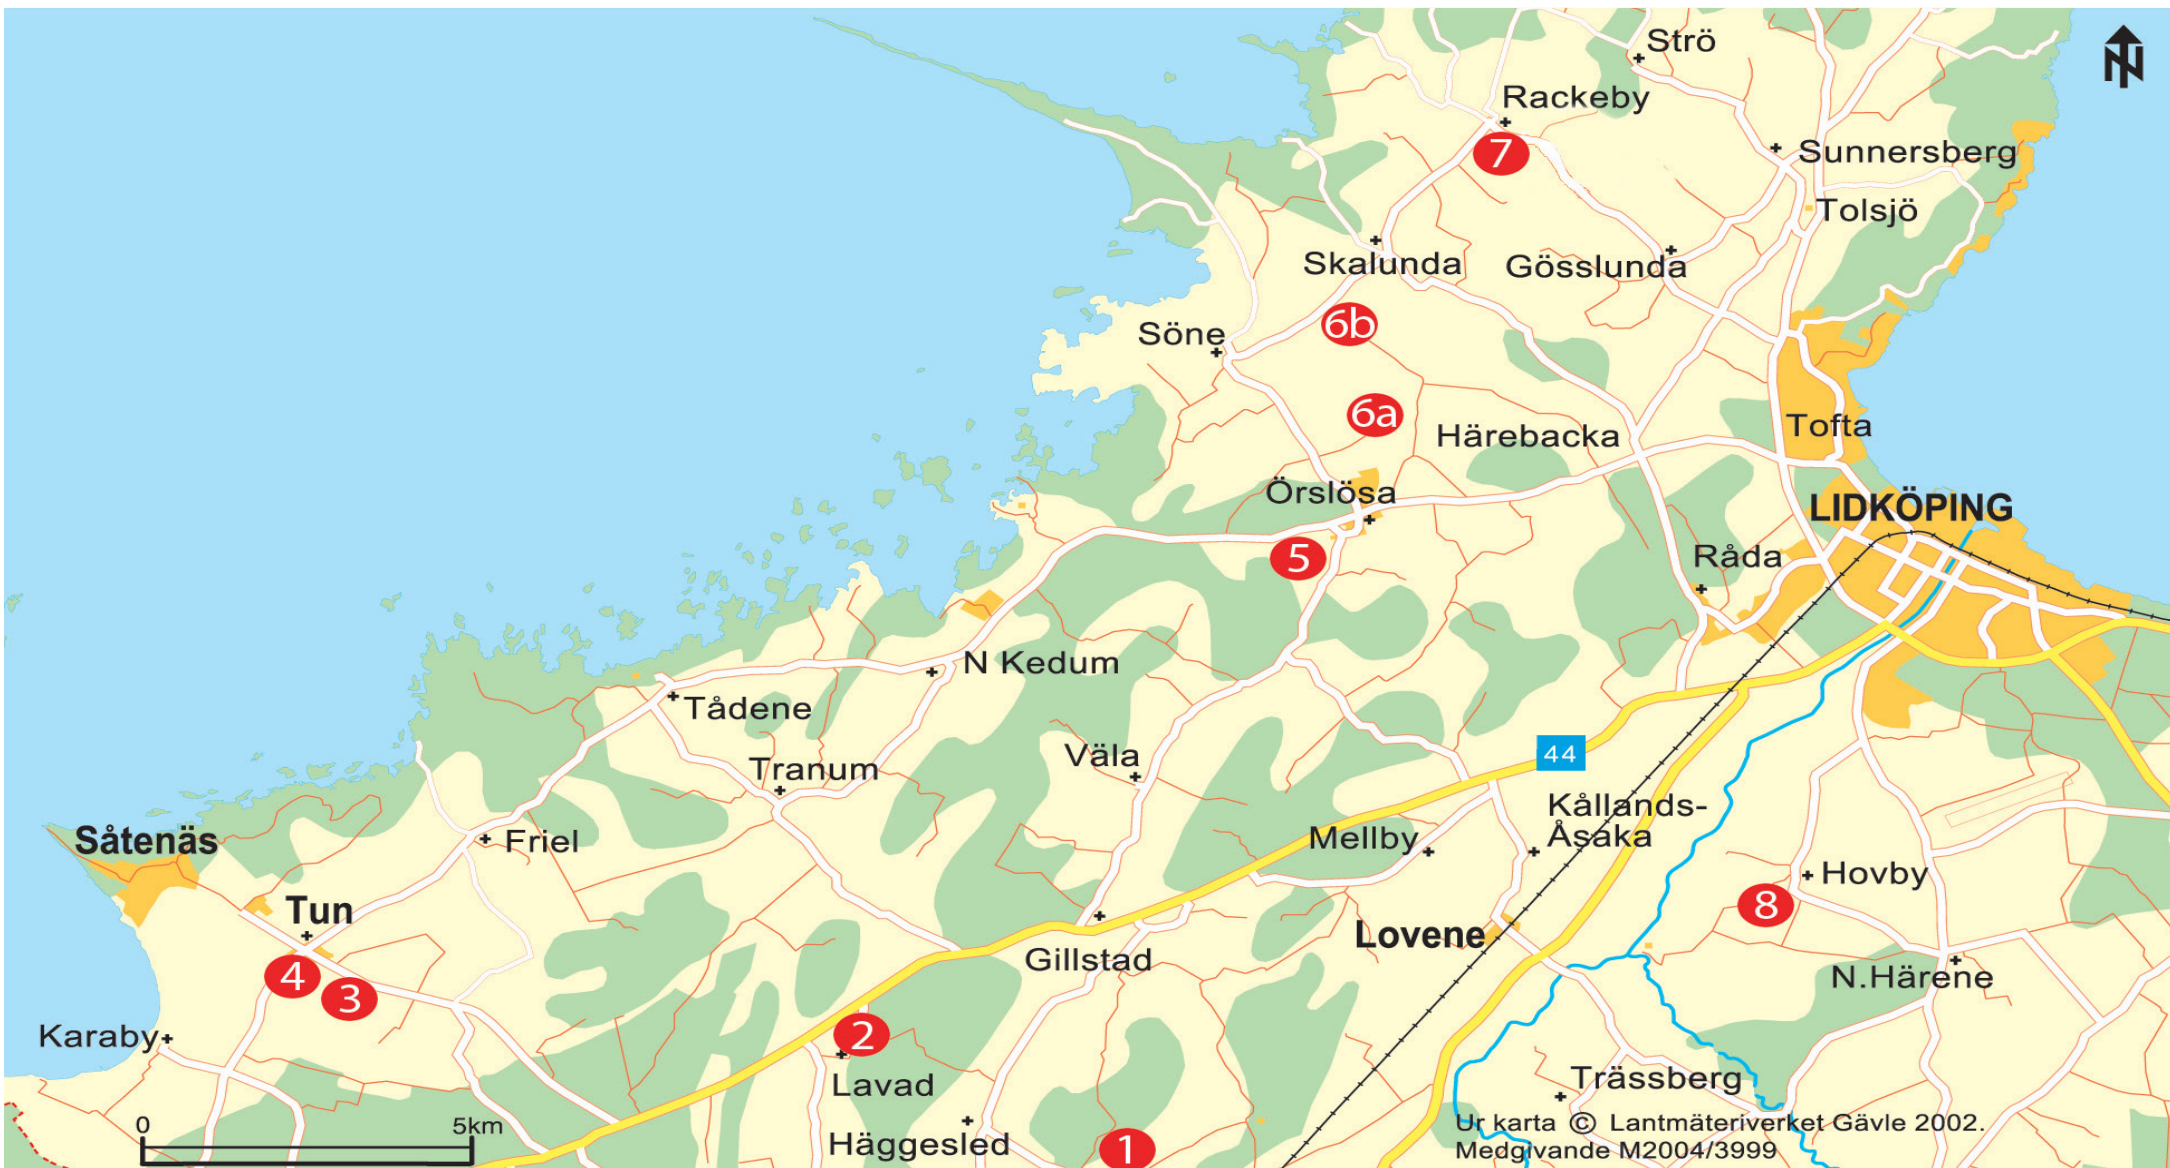 Strö
N
Rackeby
7
Sunnersberg
Tolsjö
Skalunda
Gösslunda
6b
Söne
6a
Härebacka
Tofta
Örslösa
LIDKÖPING
5
Råda
N Kedum
Tådene
Väla
44
Tranum
Kållands-
Åsaka
Mellby
Såtenäs
Friel
Hovby
8
Tun
Lovene
Gillstad
4
3
N.Härene
Karaby
2
Lavad
Trässberg
0
5km
Häggesled
1
Ur karta © Lantmäteriverket Gävle 2002.
Medgivande M2004/3999